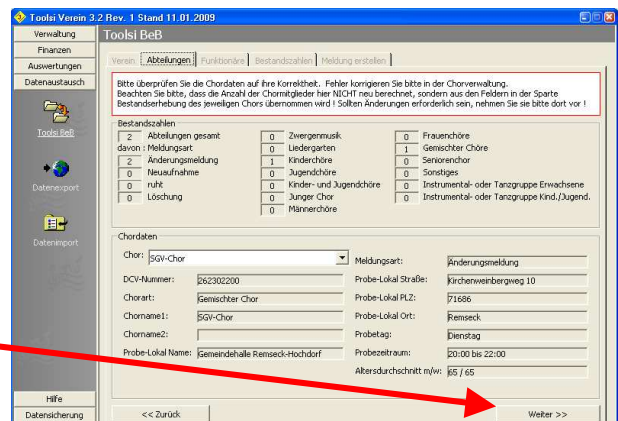 Toolsi Verein 3.2 Rev. 1 Stand 11.01.2009
Verwaltung
Finanzen
Auswertungen
Datenaustausch
Toolsi BeB
Datenexport
Datenimport
Hilfe
Datensicherung
Toolsi BeB
Verein Abteilungen Funktionäre Bestandszahlen Meldung erstellen
Bitte überprüfen Sie die Chordaten auf ihre Korrektheit. Fehler korrigieren Sie bitte in der Chorverwaltung.
Beachten Sie bitte, dass die Anzahl der Chormitglieder hier NICHT neu berechnet, sondern aus den Feldern in der Sparte
Bestandserhebung des jeweiligen Chors übernommen wird ! Sollten Änderungen erforderlich sein, nehmen Sie sie bitte dort vor !
Bestandszahlen
2 Abteilungen gesamt
davon : Meldungsart
2 Änderungsmeldung
0 Neuaufnahme
0 ruht
0 Löschung
0 Zwergenmusik
0 Liedergarten
1 Kinderchöre
0 Jugendchöre
0 Kinder- und Jugendchöre
0 Junger Chor
0 Männerchöre
0 Frauenchöre
1 Gemischter Chöre
0 Seniorenchor
0 Sonstiges
0 Instrumental- oder Tanzgruppe Erwachsene
0 Instrumental- oder Tanzgruppe Kind./Jugend.
Chordaten
Chor: SGV-Chor
DCV-Nummer: 262302200
Chorart: Gemischter Chor
Chorname1: SGV-Chor
Chorname2:
Probe-Lokal Name: Gemeindehalle Remseck-Hochdorf
Meldungsart: Änderungsmeldung
Probe-Lokal Straße: Kirchenweinbergweg 10
Probe-Lokal PLZ: 71686
Probe-Lokal Ort: Remseck
Probetag: Dienstag
Probezeitraum: 20:00 bis 22:00
Altersdurchschnitt m/w: 65 / 65
<< Zurück
Weiter >>